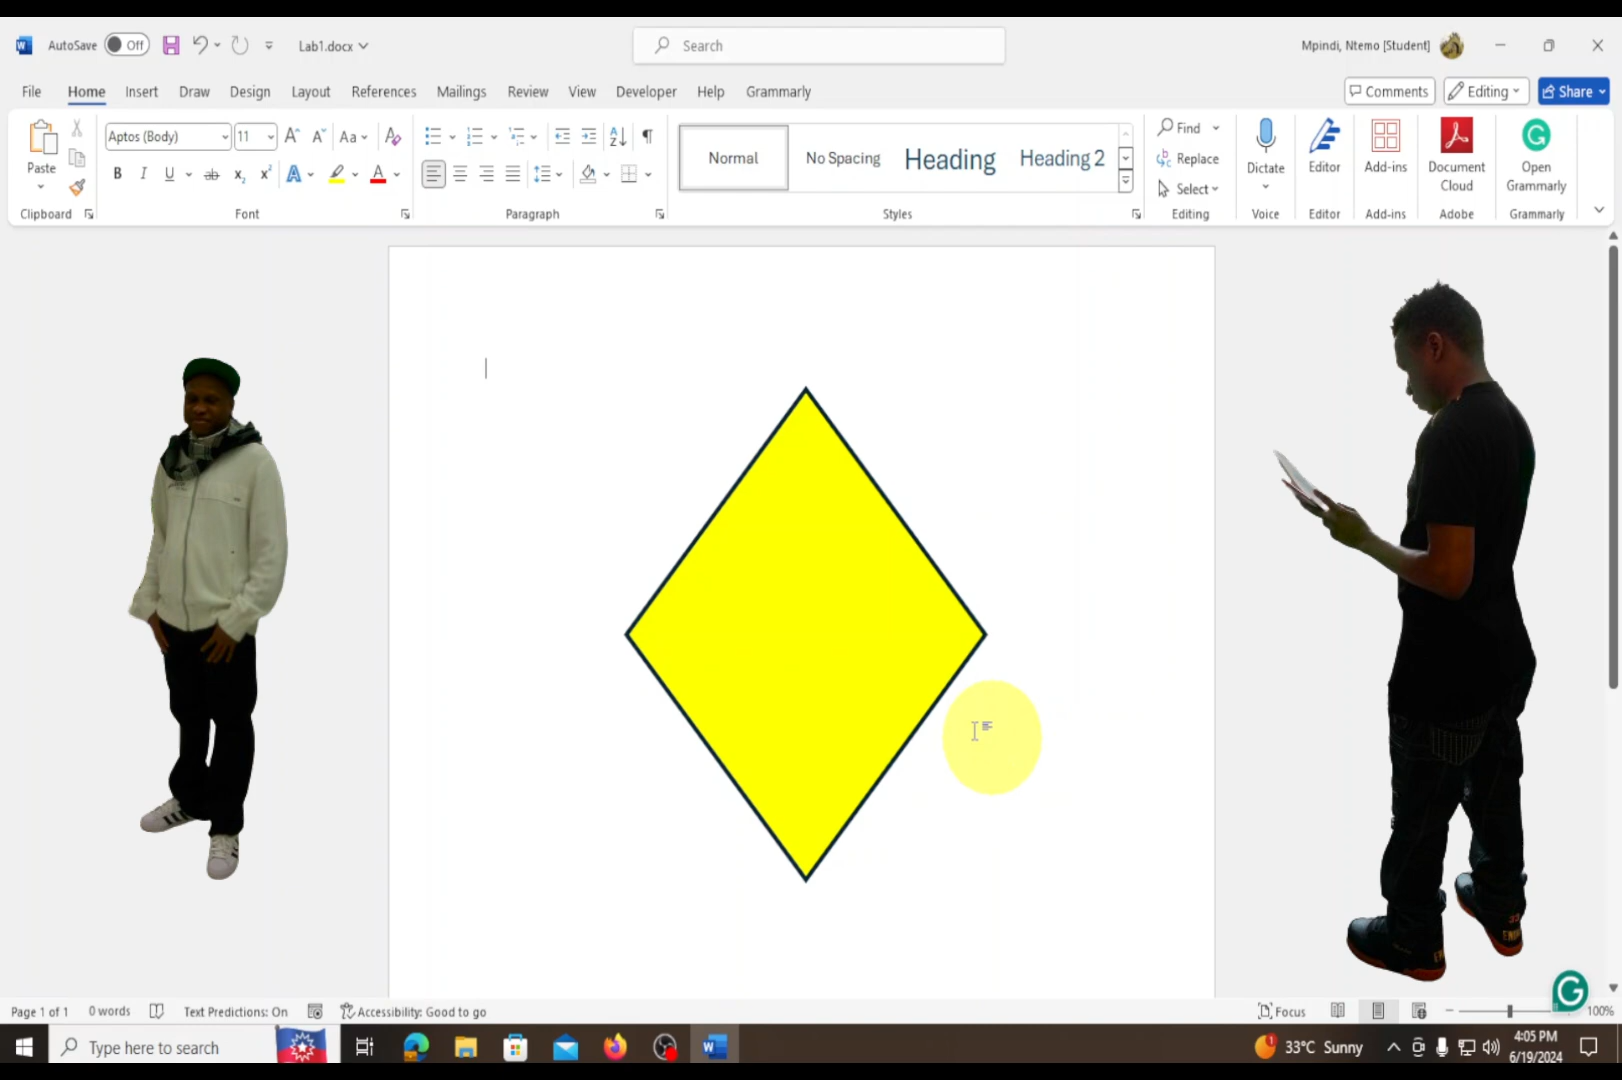 AutoSave Off Lab1.docx Search Mpindi, Ntemo [Student]
File Home Insert Draw Design Layout References Mailings Review View Developer Help Grammarly Comments Editing Share
Paste Aptos (Body) 11 Aa Normal No Spacing Heading Heading 2 Find Replace Select Dictate Editor Add-ins Document Cloud Open Grammarly
Clipboard Font Paragraph Styles Editing Voice Editor Add-ins Adobe Grammarly
Page 1 of 1 0 words Text Predictions: On Accessibility: Good to go Focus 100%
Type here to search 33°C Sunny 4:05 PM
6/19/2024